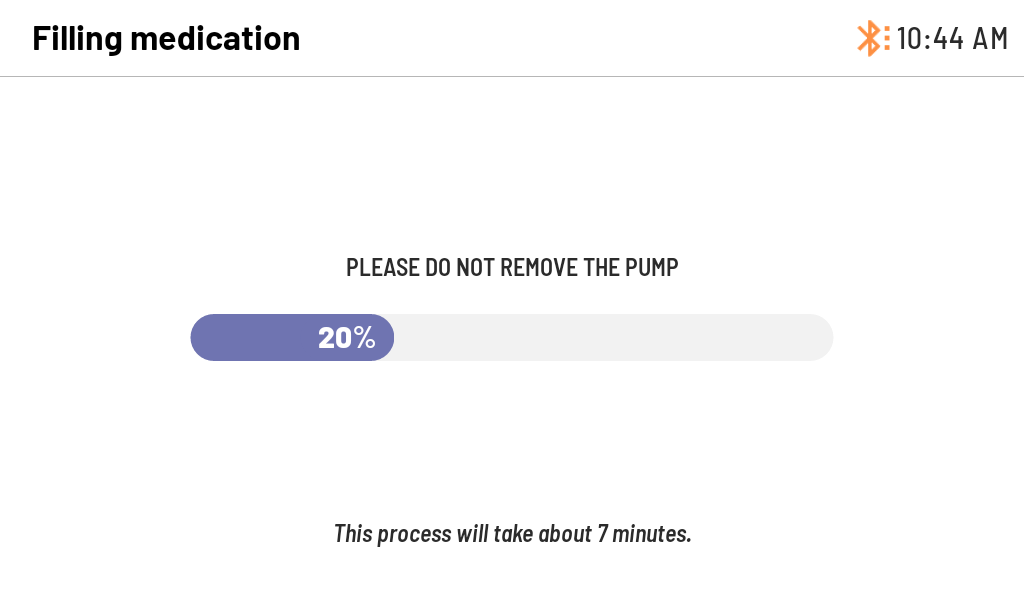 Filling medication
10:44 AM
PLEASE DO NOT REMOVE THE PUMP
20%
This process will take about 7 minutes.